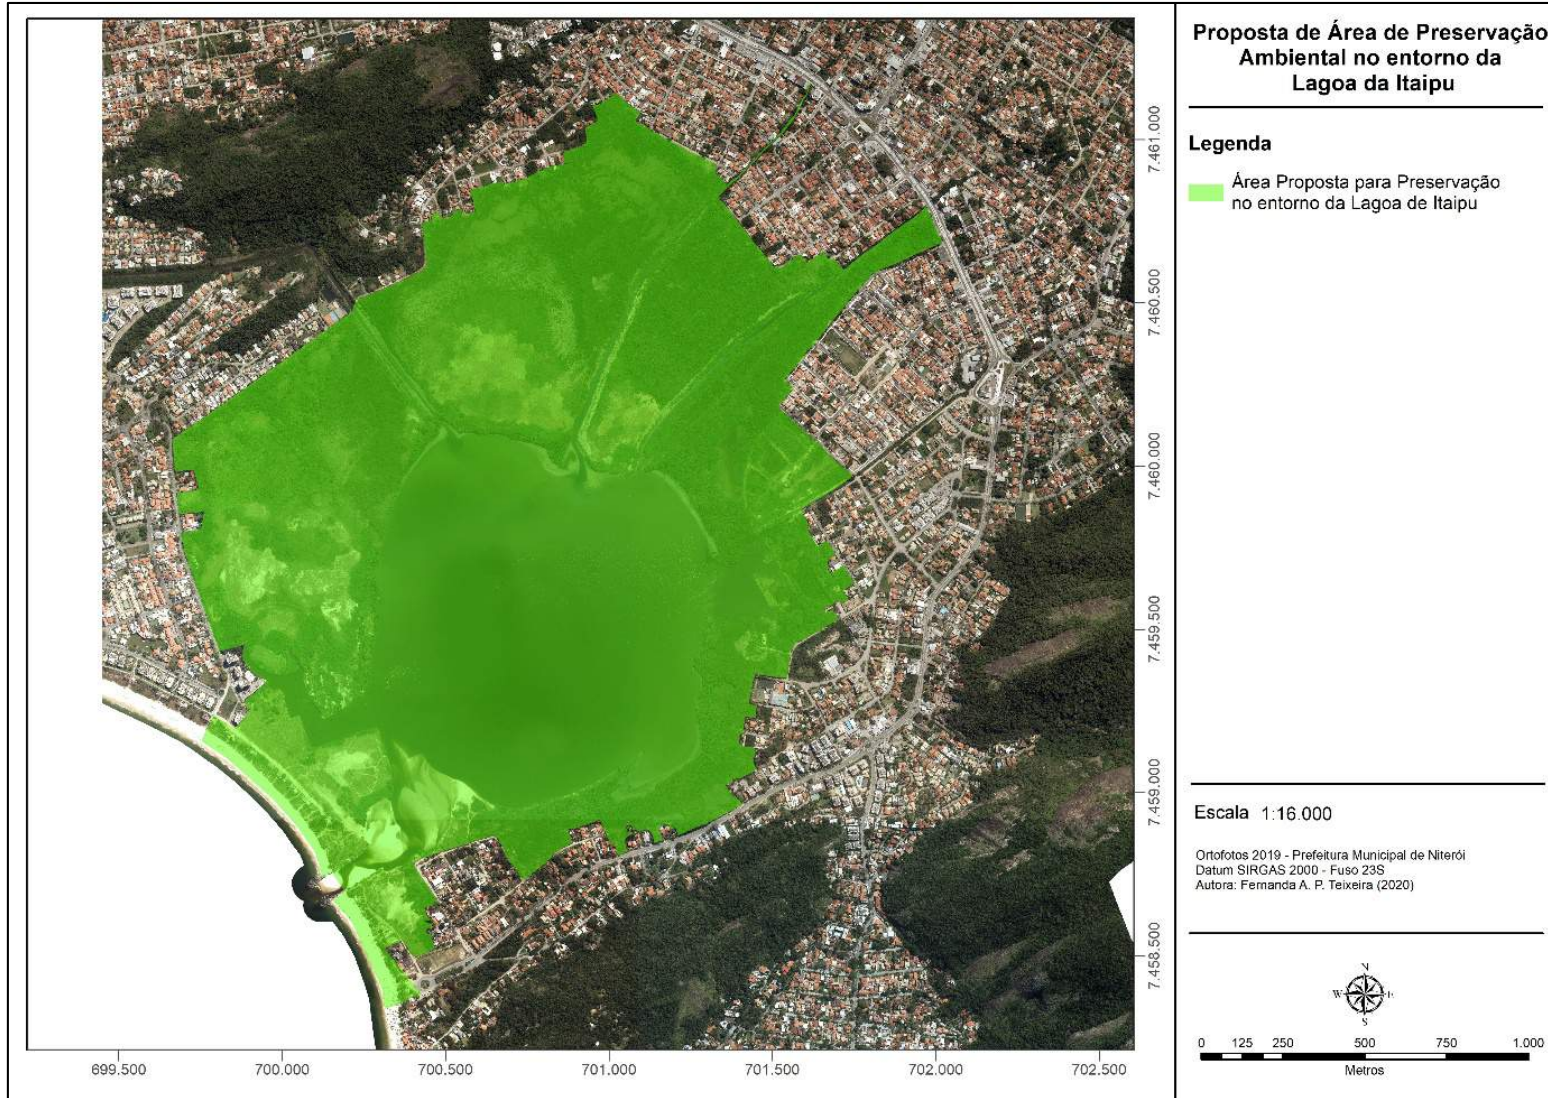 Proposta de Área de Preservação
Ambiental no entorno da
Lagoa da Itaipu
Legenda
Área Proposta para Preservação
no entorno da Lagoa de Itaipu
7.461.000
7.460.500
7.460.000
7.459.500
7.459.000
7.458.500
699.500 700.000 700.500 701.000 701.500 702.000 702.500
Escala 1:16.000
Ortofotos 2019 - Prefeitura Municipal de Niterói
Datum SIRGAS 2000 - Fuso 23S
Autora: Fernanda A. P. Teixeira (2020)
N
W E
S
0 125 250 500 750 1.000
Metros